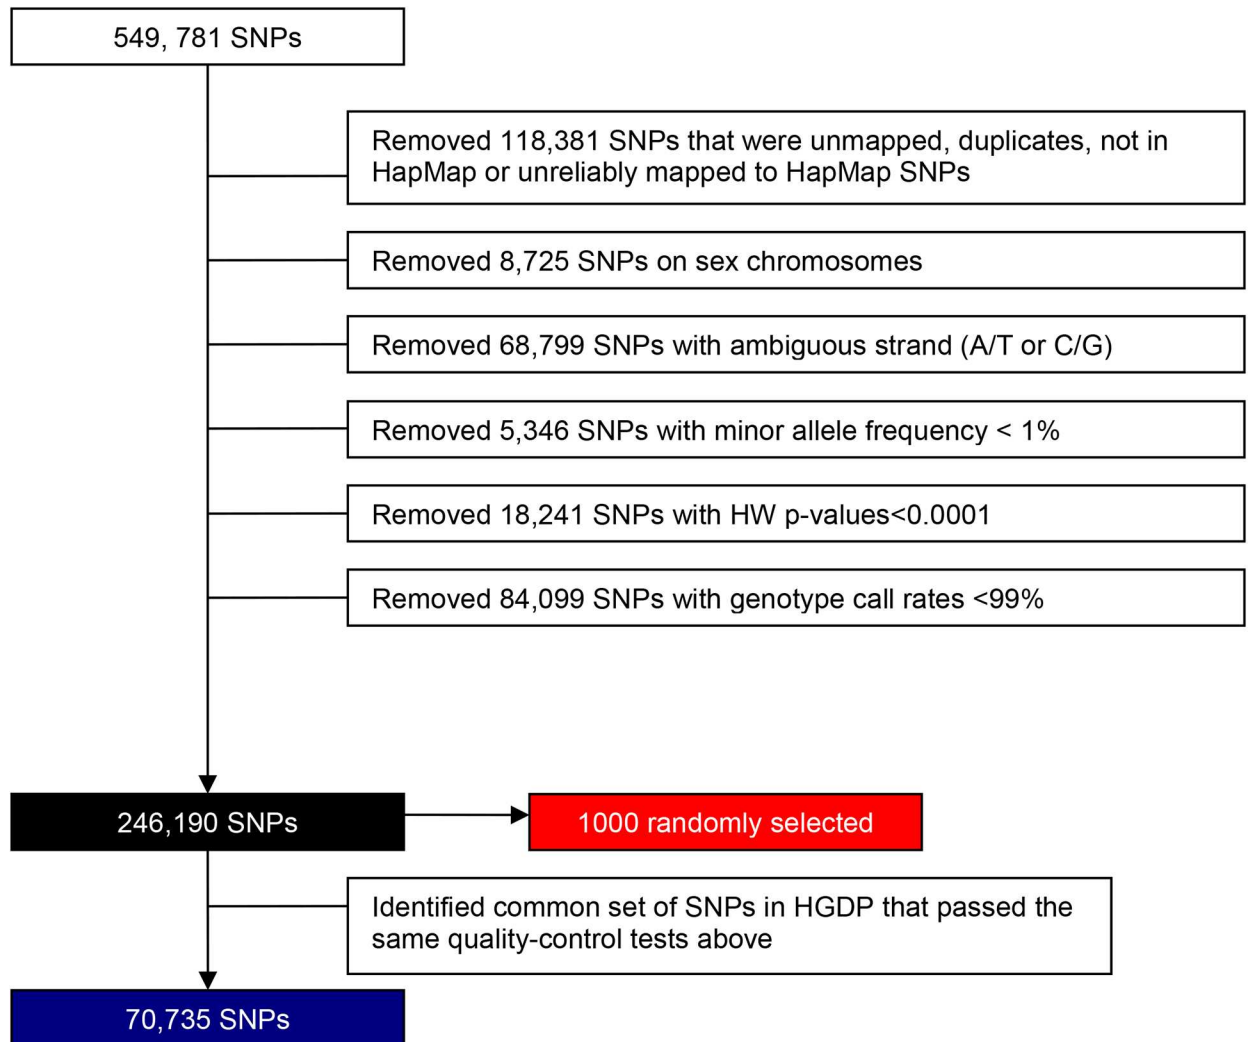 549, 781 SNPs
Removed 118,381 SNPs that were unmapped, duplicates, not in
HapMap or unreliably mapped to HapMap SNPs
Removed 8,725 SNPs on sex chromosomes
Removed 68,799 SNPs with ambiguous strand (A/T or C/G)
Removed 5,346 SNPs with minor allele frequency < 1%
Removed 18,241 SNPs with HW p-values<0.0001
Removed 84,099 SNPs with genotype call rates <99%
246,190 SNPs
1000 randomly selected
Identified common set of SNPs in HGDP that passed the
same quality-control tests above
70,735 SNPs